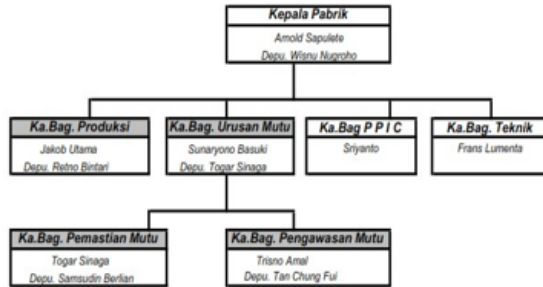 Kepala Pabrik
Arnold Sapulete
Depu. Wisnu Nugroho
Ka.Bag. Produksi
Jakob Utama
Depu. Retno Bintari
Ka.Bag. Urusan Mutu
Sunaryono Basuki
Depu. Togar Sinaga
Ka.Bag P P I C
Sriyanto
Ka.Bag. Teknik
Frans Lumenta
Ka.Bag. Pemastian Mutu
Togar Sinaga
Depu. Samsudin Berlian
Ka.Bag. Pengawasan Mutu
Trisno Amal
Depu. Tan Chung Fui